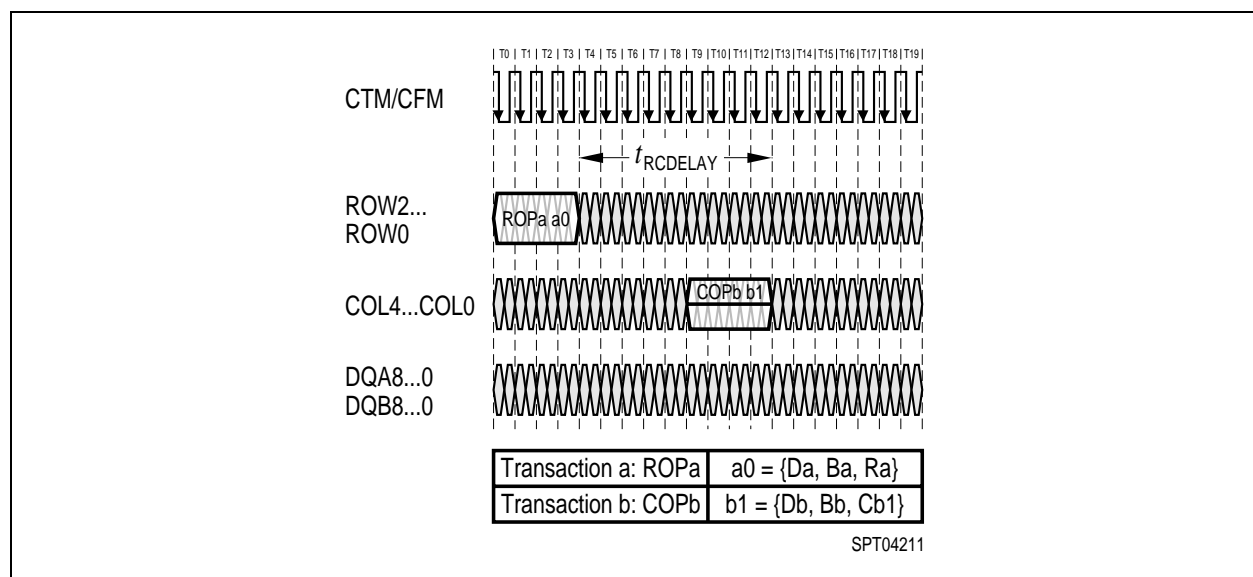 T0 T1 T2 T3 T4 T5 T6 T7 T8 T9 T10 T11 T12 T13 T14 T15 T16 T17 T18 T19
CTM/CFM
tRCDELAY
ROW2...
ROW0
ROPa a0
COL4...COL0
COPb b1
DQA8...0
DQB8...0
Transaction a: ROPa a0 = {Da, Ba, Ra}
Transaction b: COPb b1 = {Db, Bb, Cb1}
SPT04211